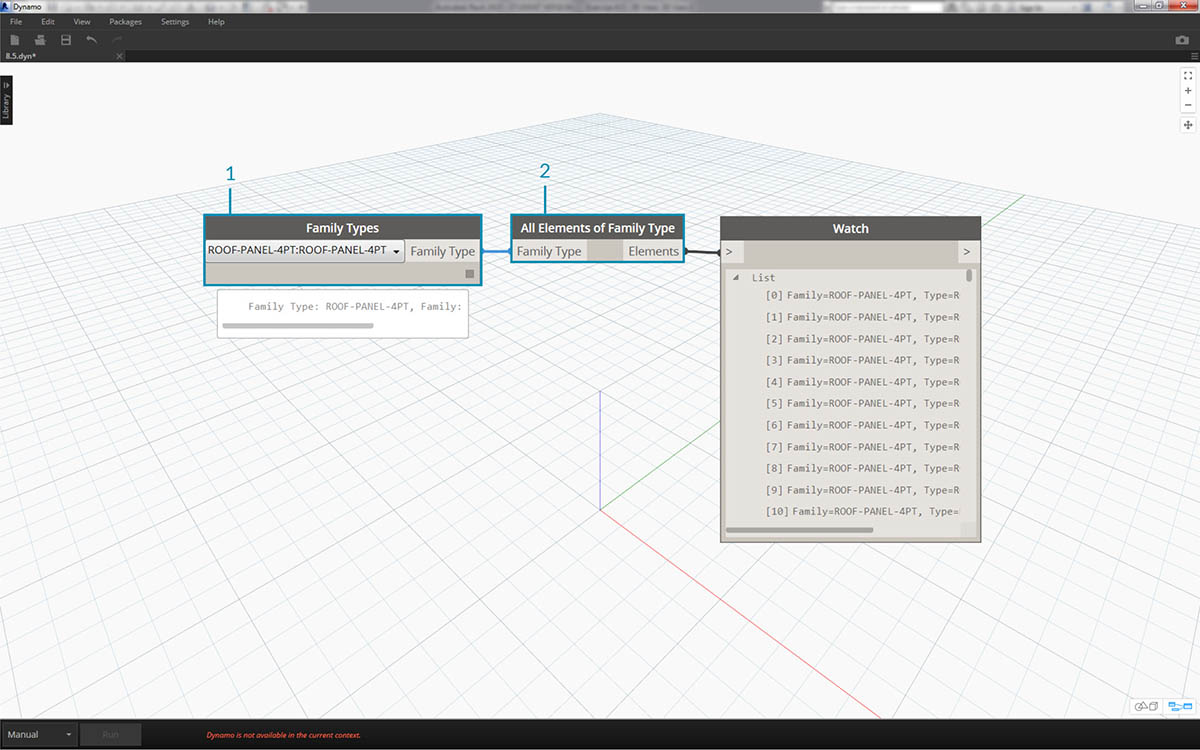 Dynamo
File Edit View Packages Settings Help
8.5.dyn*
Library
1
2
Family Types
ROOF-PANEL-4PT:ROOF-PANEL-4PT Family Type
Family Type: ROOF-PANEL-4PT, Family:
All Elements of Family Type
Family Type Elements
Watch
> >
List
[0] Family=ROOF-PANEL-4PT, Type=R
[1] Family=ROOF-PANEL-4PT, Type=R
[2] Family=ROOF-PANEL-4PT, Type=R
[3] Family=ROOF-PANEL-4PT, Type=R
[4] Family=ROOF-PANEL-4PT, Type=R
[5] Family=ROOF-PANEL-4PT, Type=R
[6] Family=ROOF-PANEL-4PT, Type=R
[7] Family=ROOF-PANEL-4PT, Type=R
[8] Family=ROOF-PANEL-4PT, Type=R
[9] Family=ROOF-PANEL-4PT, Type=R
[10] Family=ROOF-PANEL-4PT, Type=
Manual Run Dynamo is not available in the current context.